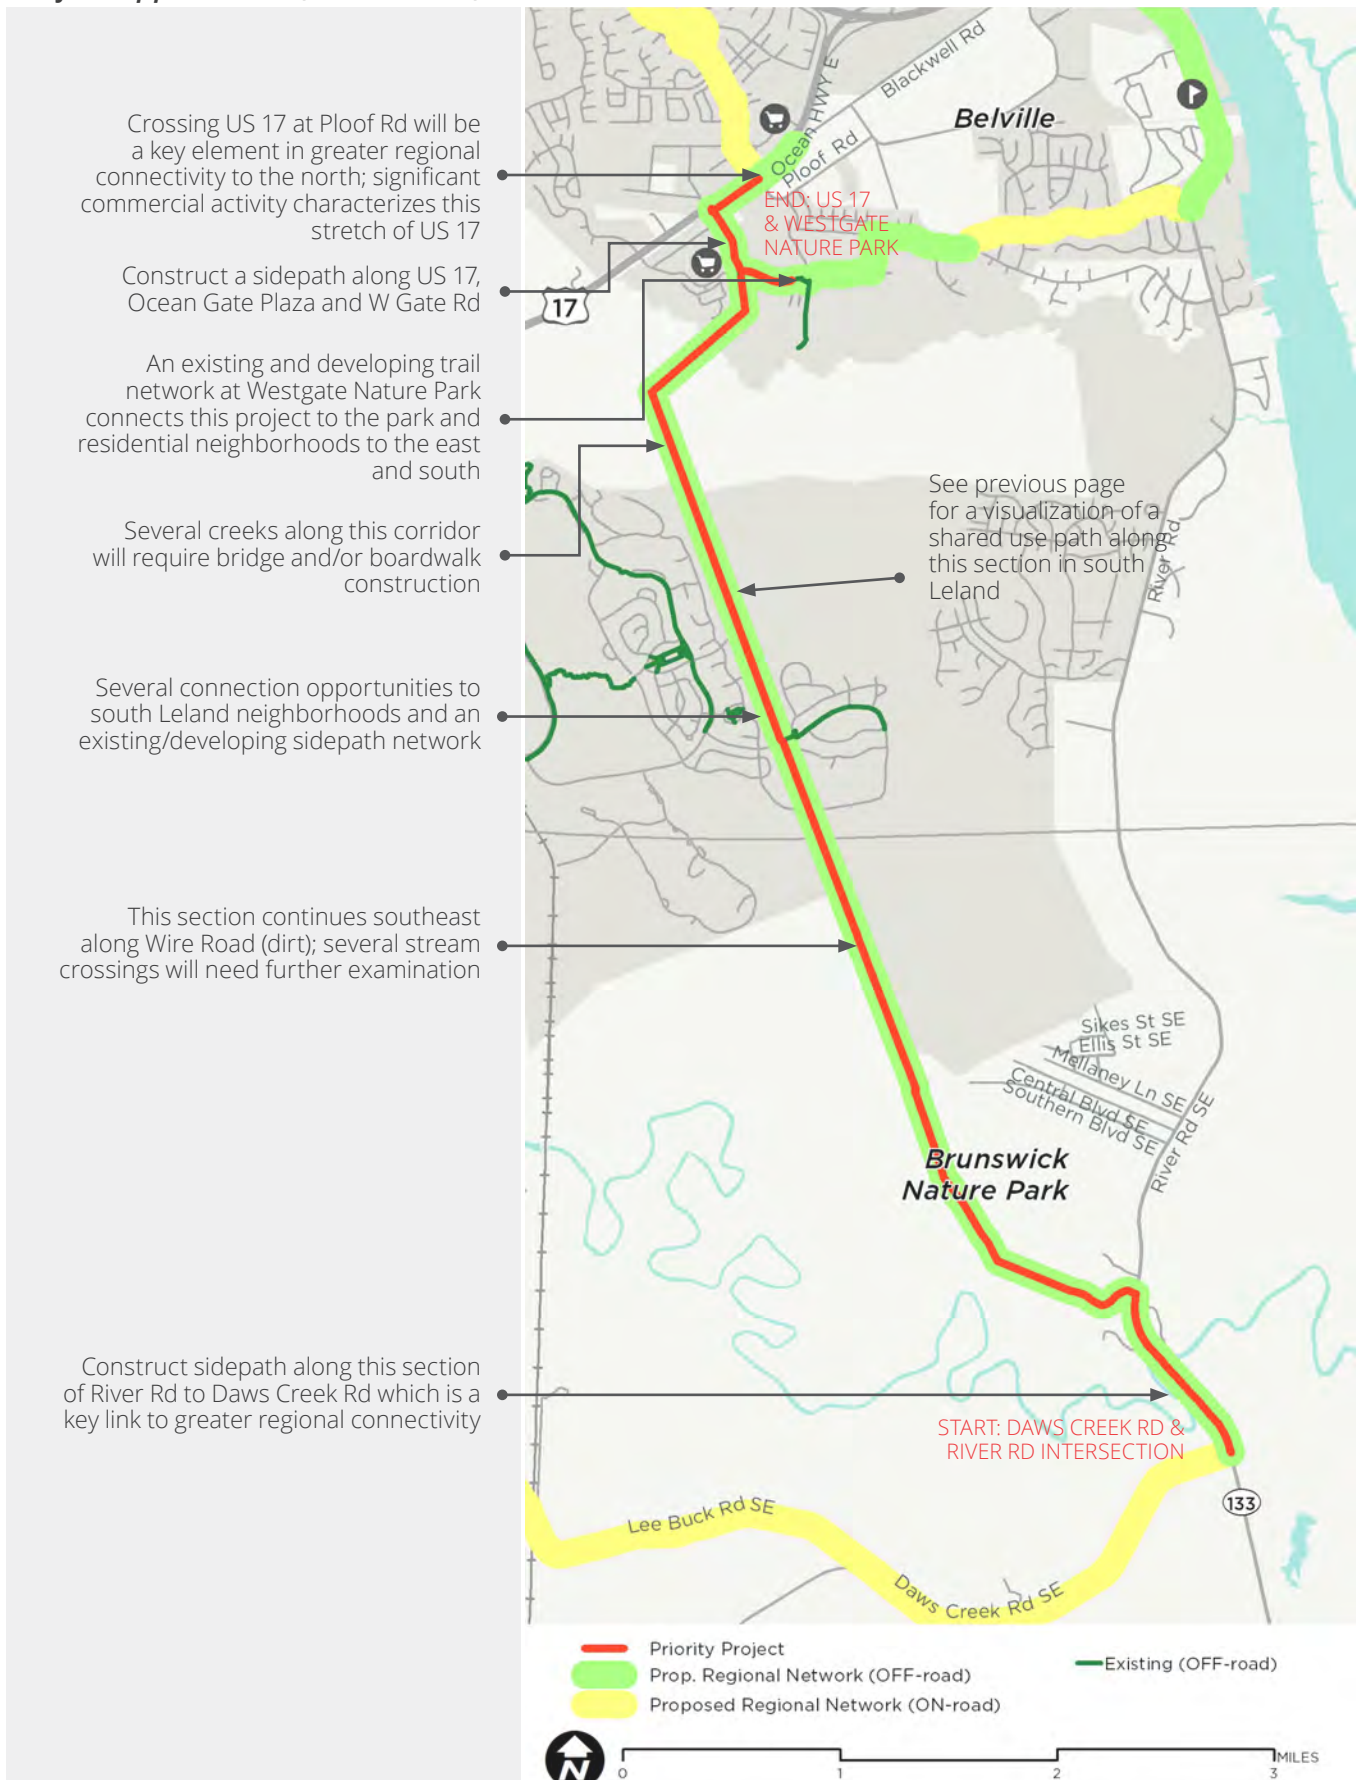 Crossing US 17 at Ploof Rd will be
a key element in greater regional
connectivity to the north; significant
commercial activity characterizes this
stretch of US 17
Construct a sidepath along US 17,
Ocean Gate Plaza and W Gate Rd
An existing and developing trail
network at Westgate Nature Park
connects this project to the park and
residential neighborhoods to the east
and south
Several creeks along this corridor
will require bridge and/or boardwalk
construction
Several connection opportunities to
south Leland neighborhoods and an
existing/developing sidepath network
This section continues southeast
along Wire Road (dirt); several stream
crossings will need further examination
Construct sidepath along this section
of River Rd to Daws Creek Rd which is a
key link to greater regional connectivity
Ocean HWY E
Blackwell Rd
Ploof Rd
Belville
END: US 17
& WESTGATE
NATURE PARK
17
See previous page
for a visualization of a
shared use path along
this section in south
Leland
River Rd
Sikes St SE
Ellis St SE
Mellaney Ln SE
Central Blvd SE
Southern Blvd SE
River Rd SE
Brunswick
Nature Park
START: DAWS CREEK RD &
RIVER RD INTERSECTION
133
Lee Buck Rd SE
Daws Creek Rd SE
Priority Project
Prop. Regional Network (OFF-road)
Proposed Regional Network (ON-road)
Existing (OFF-road)
N
0 1 2 3 MILES